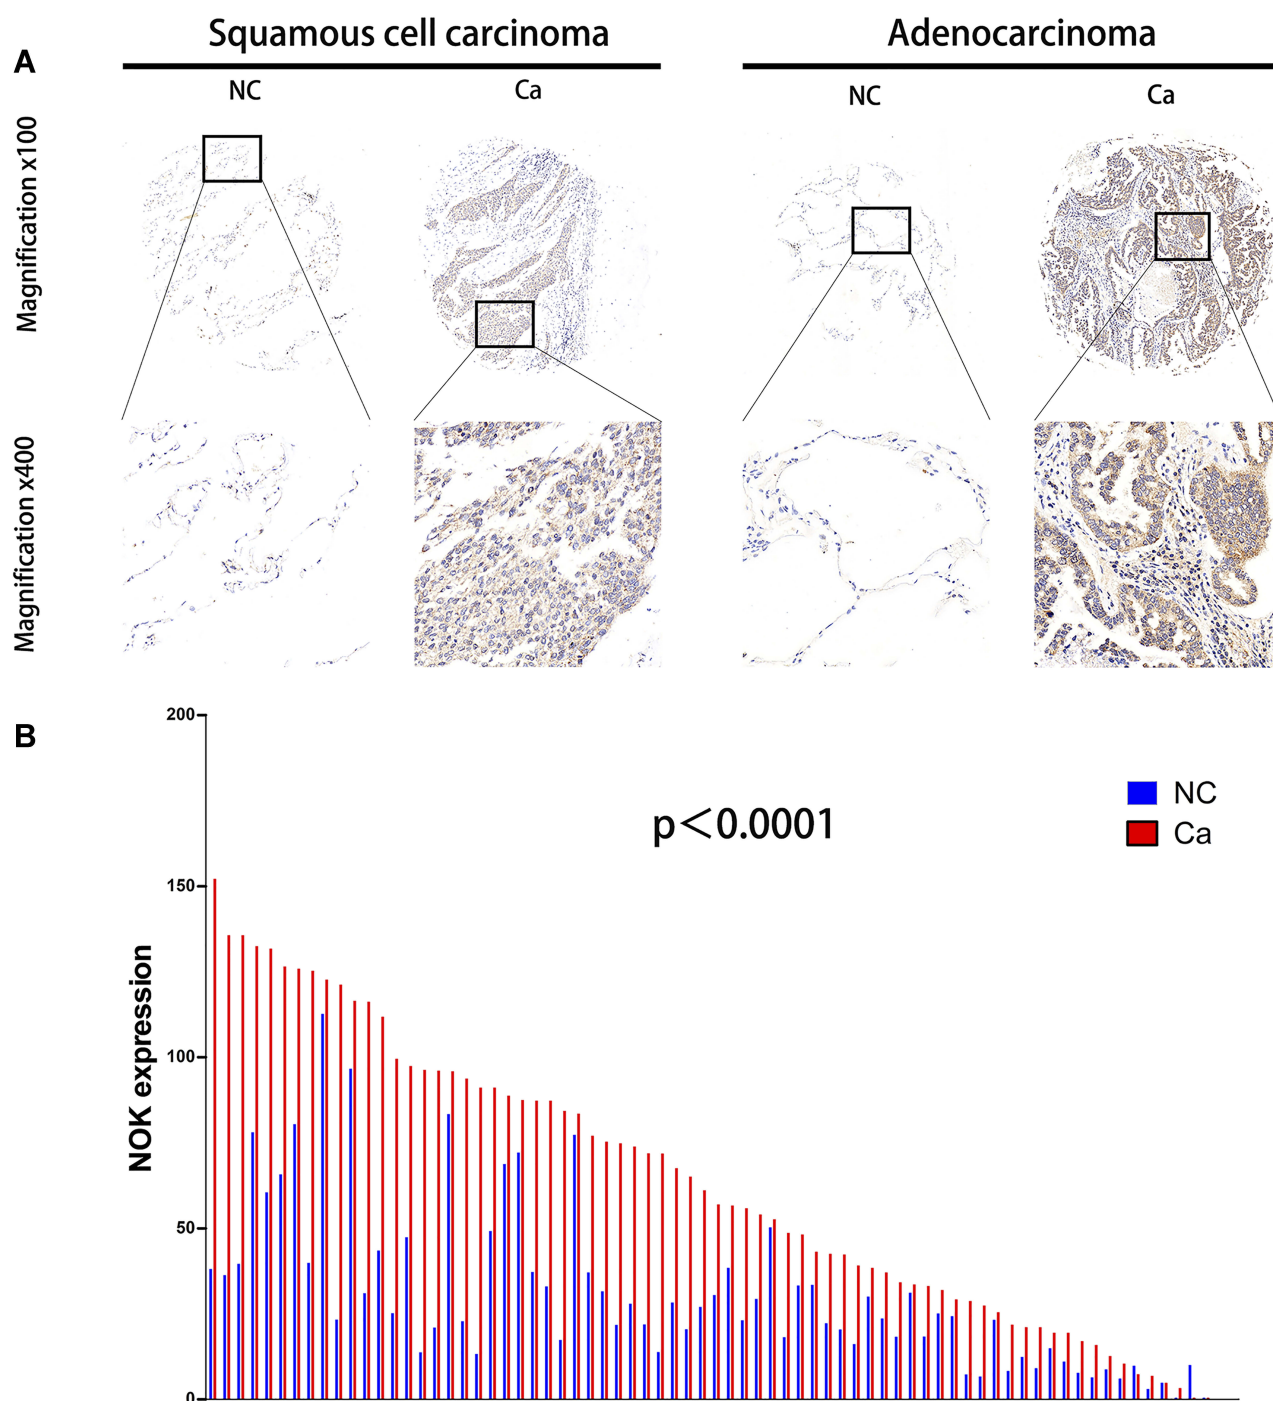 Squamous cell carcinoma
Adenocarcinoma
A
NC
Ca
NC
Ca
Magnification x100
Magnification x400
B
200
150
100
50
0
NOK expression
p<0.0001
NC
Ca